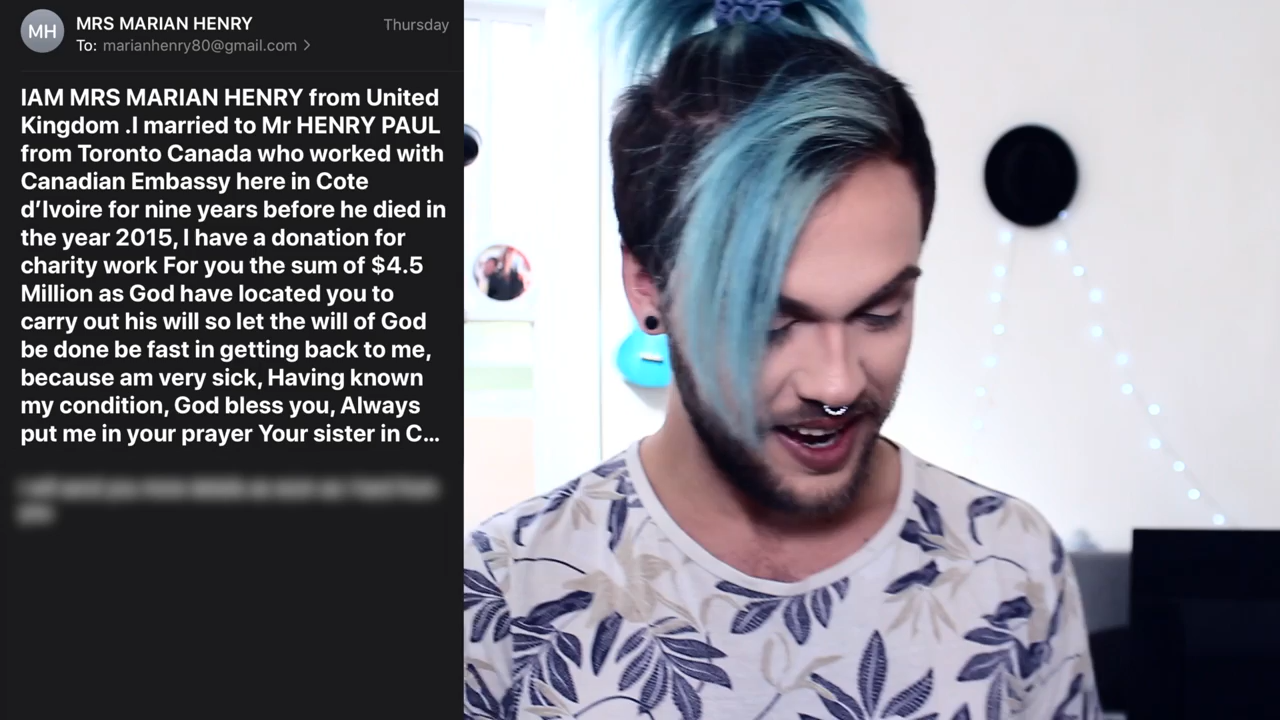 MH
MRS MARIAN HENRY
Thursday
To: marianhenry80@gmail.com >
IAM MRS MARIAN HENRY from United
Kingdom .I married to Mr HENRY PAUL
from Toronto Canada who worked with
Canadian Embassy here in Cote
d’Ivoire for nine years before he died in
the year 2015, I have a donation for
charity work For you the sum of $4.5
Million as God have located you to
carry out his will so let the will of God
be done be fast in getting back to me,
because am very sick, Having known
my condition, God bless you, Always
put me in your prayer Your sister in C...